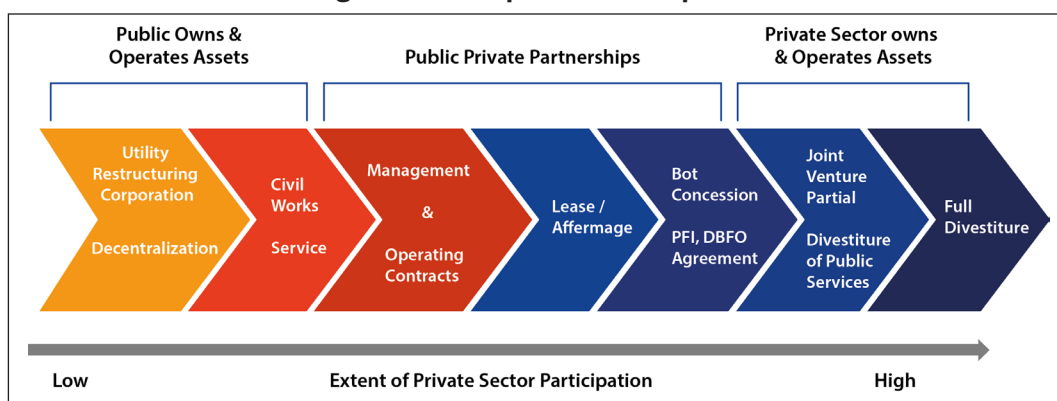 Public Owns &
Operates Assets
Public Private Partnerships
Private Sector owns
& Operates Assets
Utility
Restructuring
Corporation
Decentralization
Civil
Works
Service
Management
&
Operating
Contracts
Lease /
Affermage
Bot
Concession
PFI, DBFO
Agreement
Joint
Venture
Partial
Divestiture
of Public
Services
Full
Divestiture
Low
Extent of Private Sector Participation
High